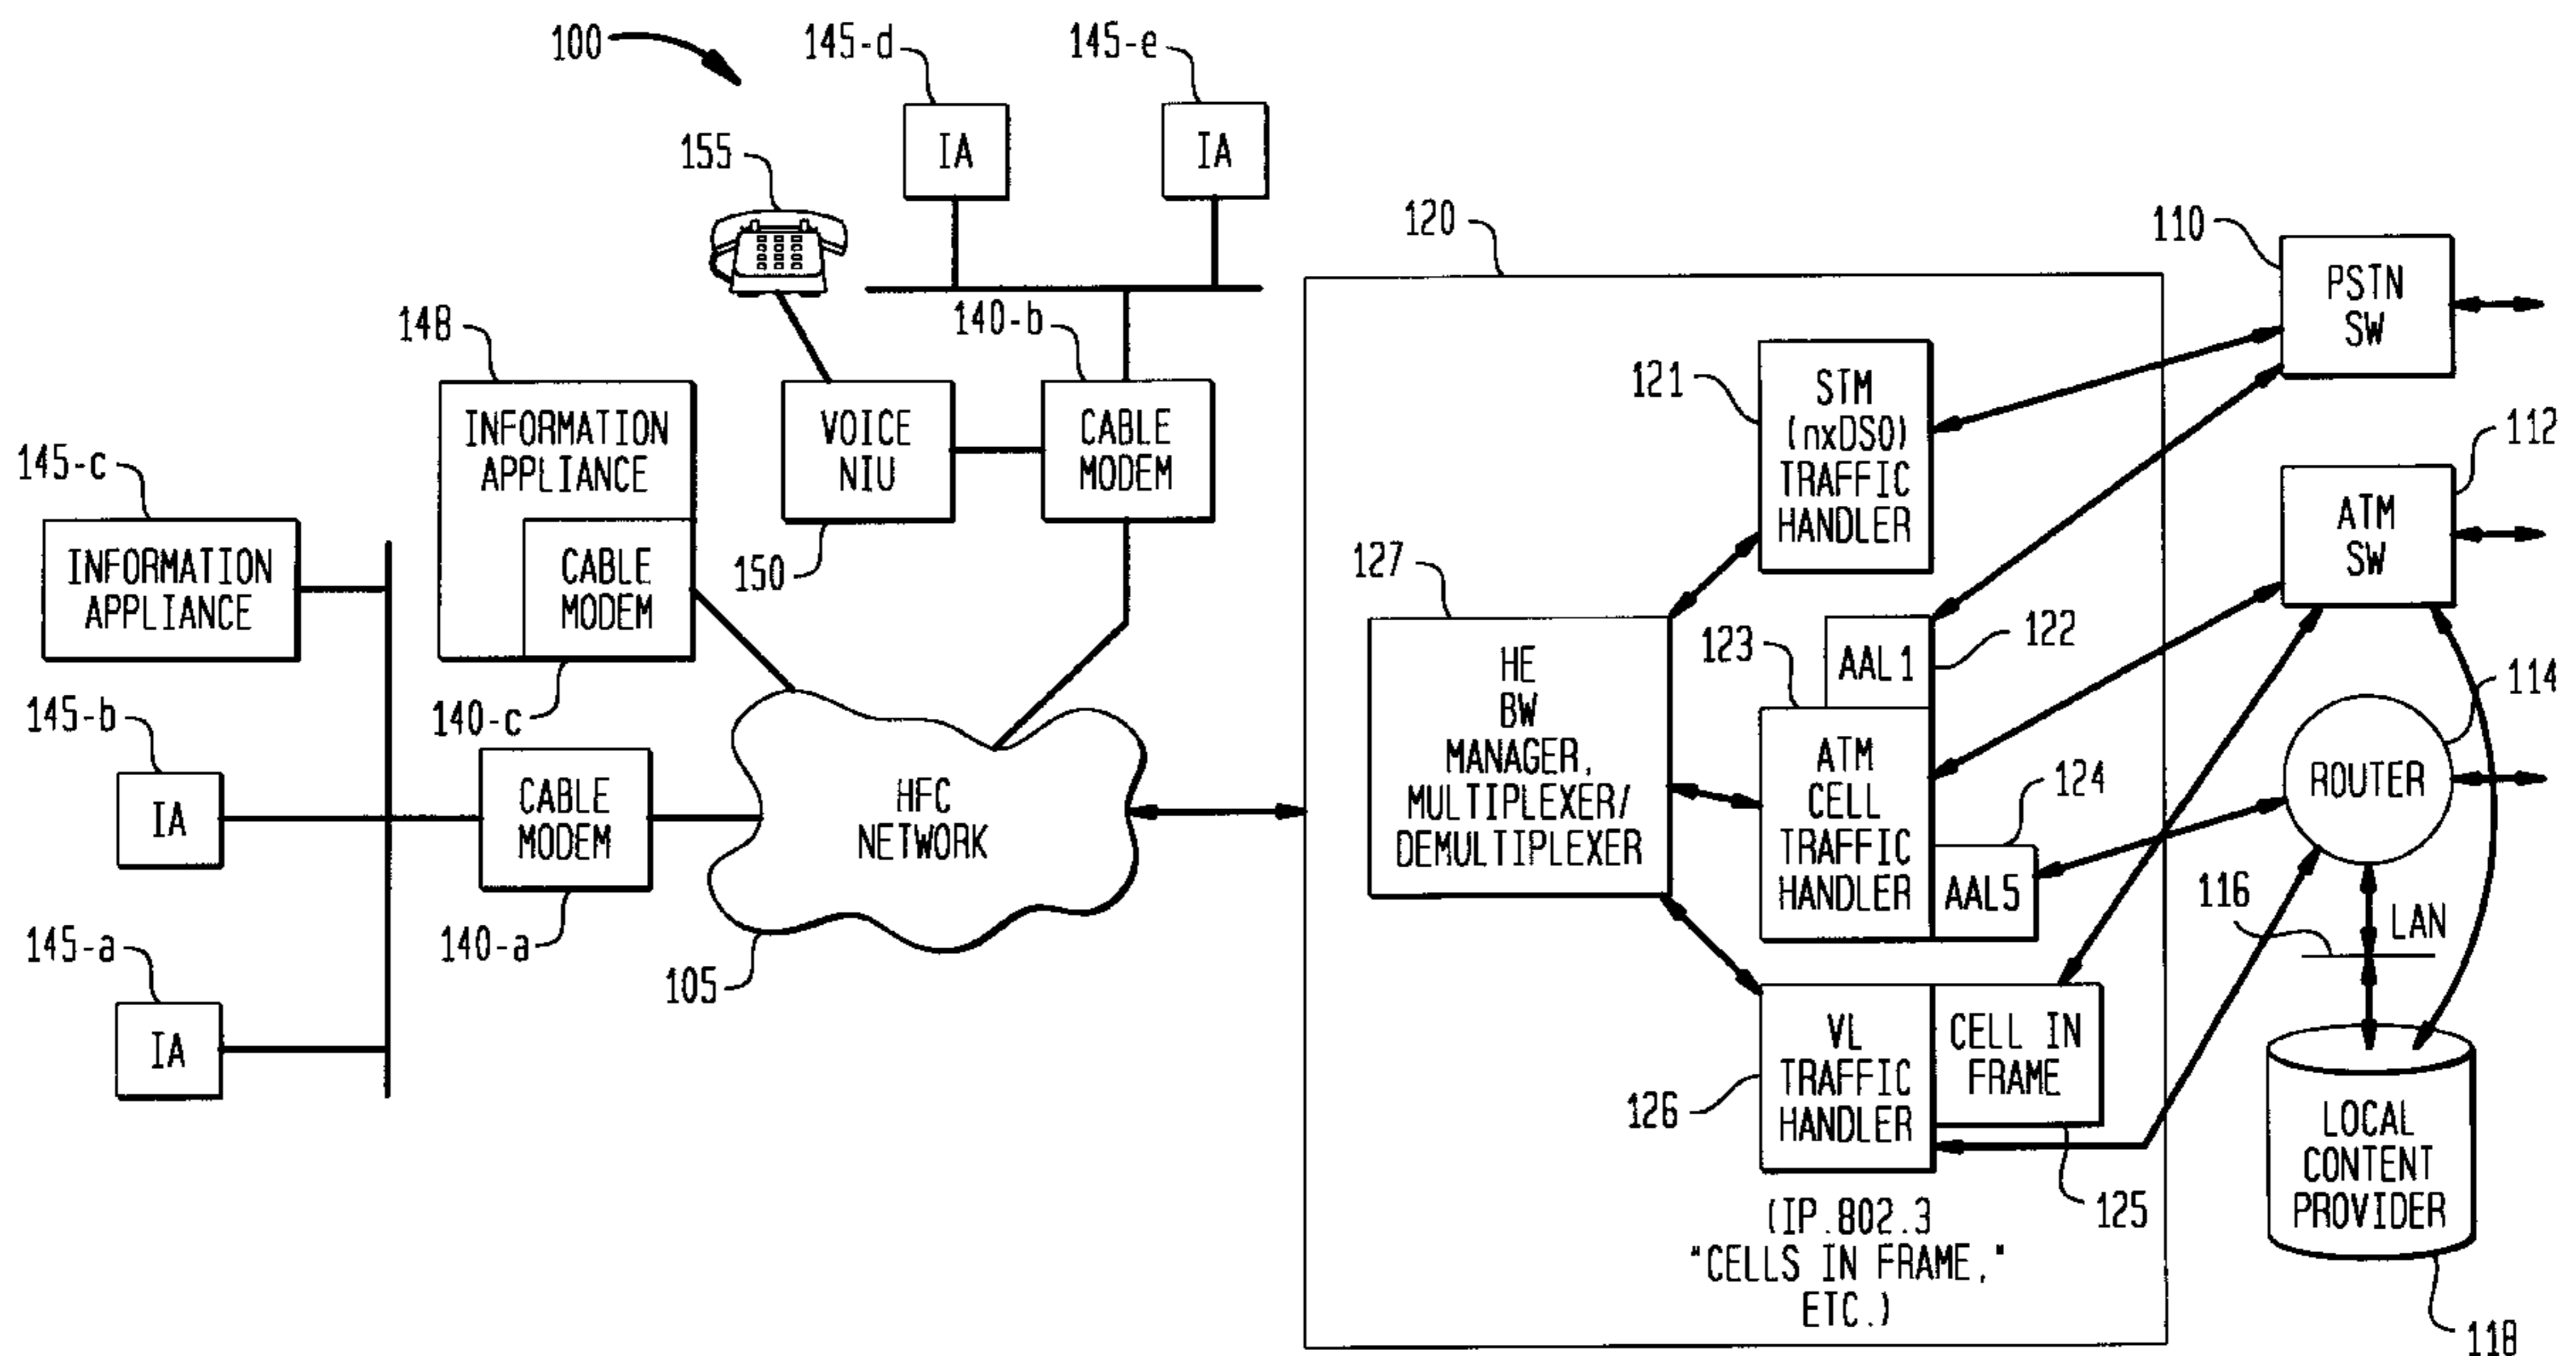 100
145-d
145-e
IA
IA
155
120
110
PSTN
SW
148
140-b
INFORMATION
APPLIANCE
CABLE
MODEM
VOICE
NIU
CABLE
MODEM
150
121
STM
(nxDS0)
TRAFFIC
HANDLER
112
ATM
SW
145-c
INFORMATION
APPLIANCE
127
HE
BW
MANAGER,
MULTIPLEXER/
DEMULTIPLEXER
AAL1
122
123
ATM
CELL
TRAFFIC
HANDLER
124
AAL5
114
ROUTER
145-b
IA
140-c
CABLE
MODEM
HFC
NETWORK
140-a
105
145-a
IA
116
LAN
VL
TRAFFIC
HANDLER
CELL IN
FRAME
126
125
(IP.802.3
"CELLS IN FRAME,"
ETC.)
LOCAL
CONTENT
PROVIDER
118